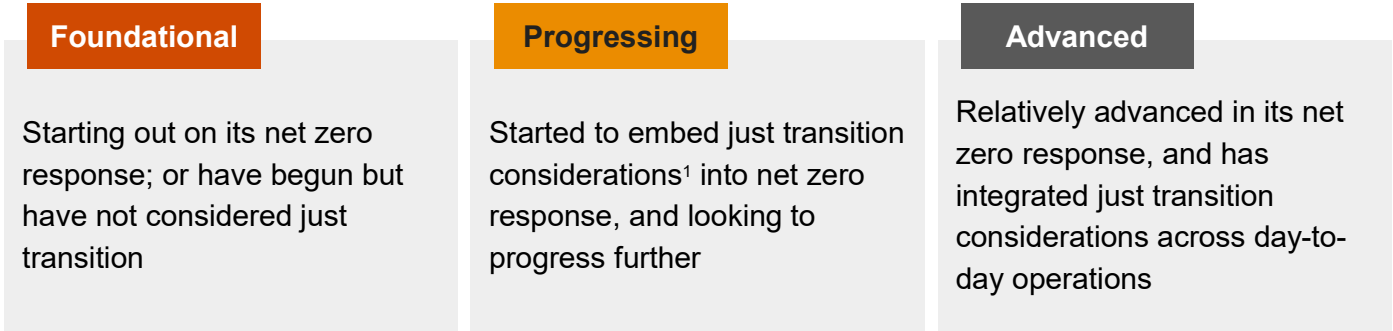 Foundational
Starting out on its net zero
response; or have begun but
have not considered just
transition
Progressing
Started to embed just transition
considerations¹ into net zero
response, and looking to
progress further
Advanced
Relatively advanced in its net
zero response, and has
integrated just transition
considerations across day-to-
day operations